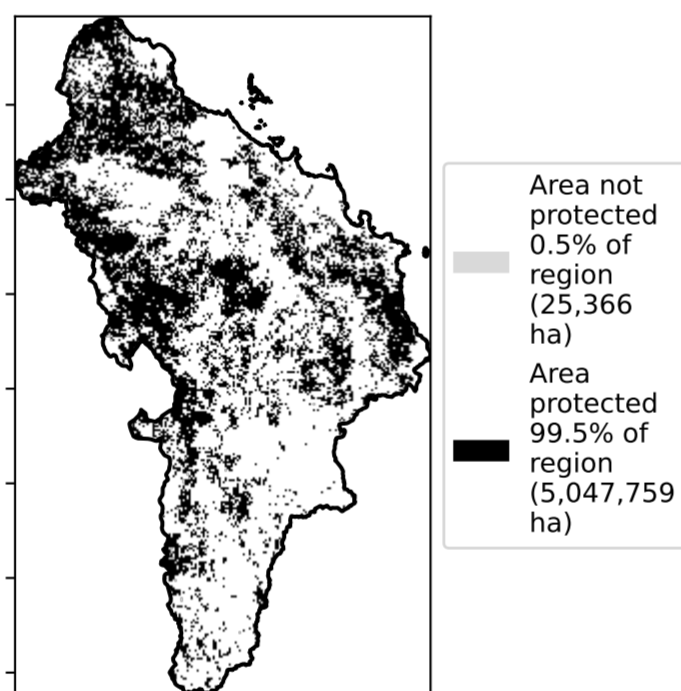 Area not
protected
0.5% of
region
(25,366
ha)
Area
protected
99.5% of
region
(5,047,759
ha)